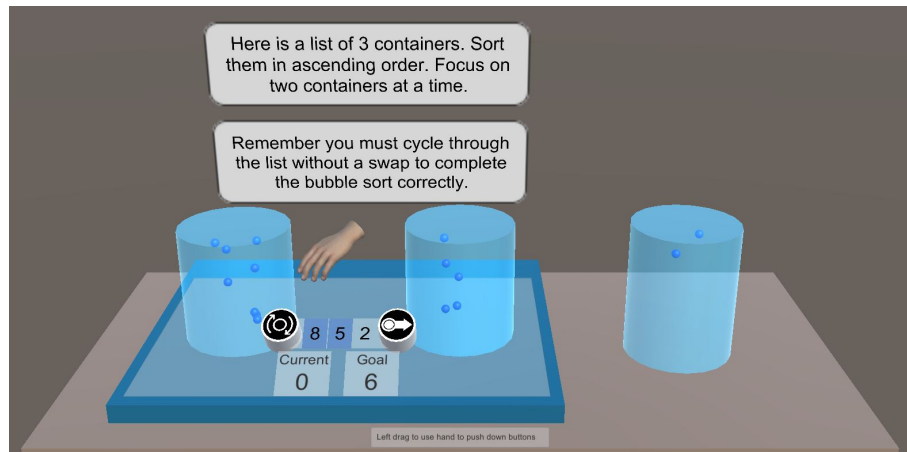 Here is a list of 3 containers. Sort
them in ascending order. Focus on
two containers at a time.
Remember you must cycle through
the list without a swap to complete
the bubble sort correctly.
8 5 2
Current Goal
0 6
Left drag to use hand to push down buttons